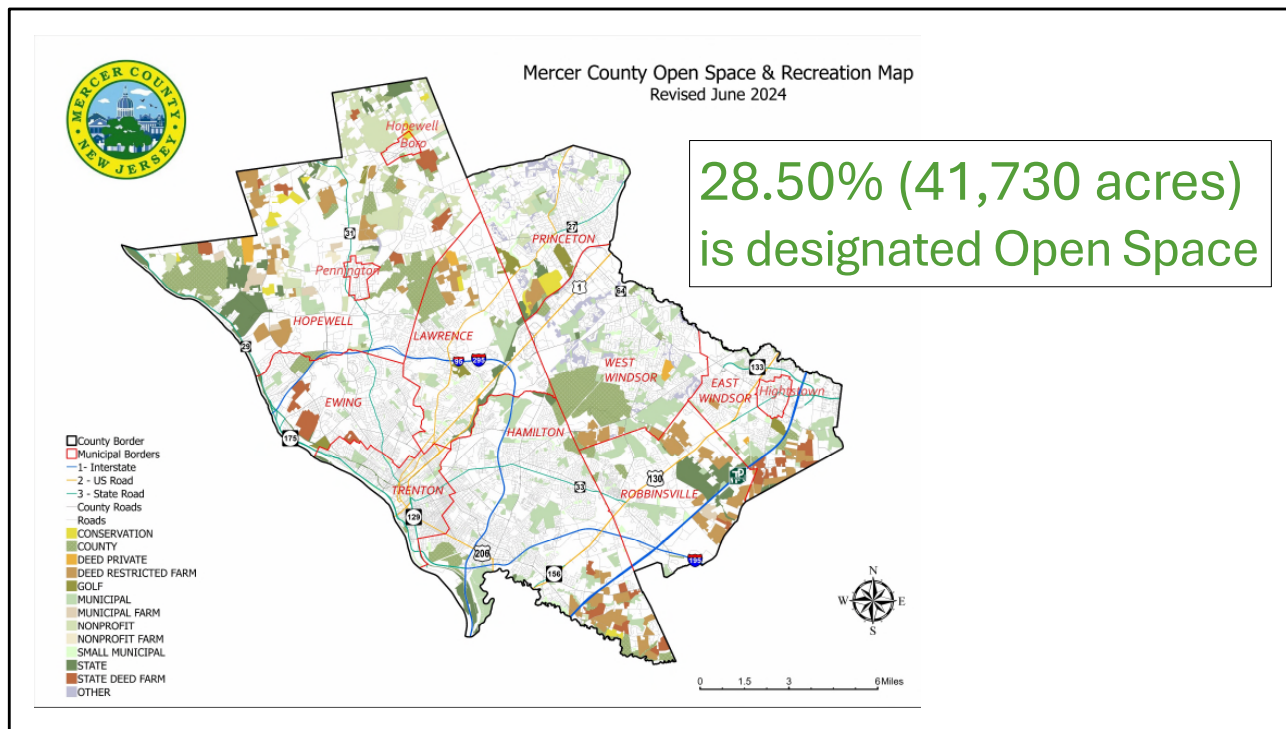 Mercer County Open Space & Recreation Map
Revised June 2024
MERCER COUNTY
NEW JERSEY
28.50% (41,730 acres)
is designated Open Space
Hopewell
Boro
27
31
PRINCETON
Pennington
1
64
HOPEWELL
LAWRENCE
29
95
295
WEST
WINDSOR
133
EAST
WINDSOR
Hightstown
EWING
HAMILTON
175
130
33
ROBBINSVILLE
TRENTON
129
206
195
156
County Border
Municipal Borders
1- Interstate
2 - US Road
3 - State Road
County Roads
Roads
CONSERVATION
COUNTY
DEED PRIVATE
DEED RESTRICTED FARM
GOLF
MUNICIPAL
MUNICIPAL FARM
NONPROFIT
NONPROFIT FARM
SMALL MUNICIPAL
STATE
STATE DEED FARM
OTHER
N
W E
S
0 1.5 3 6 Miles